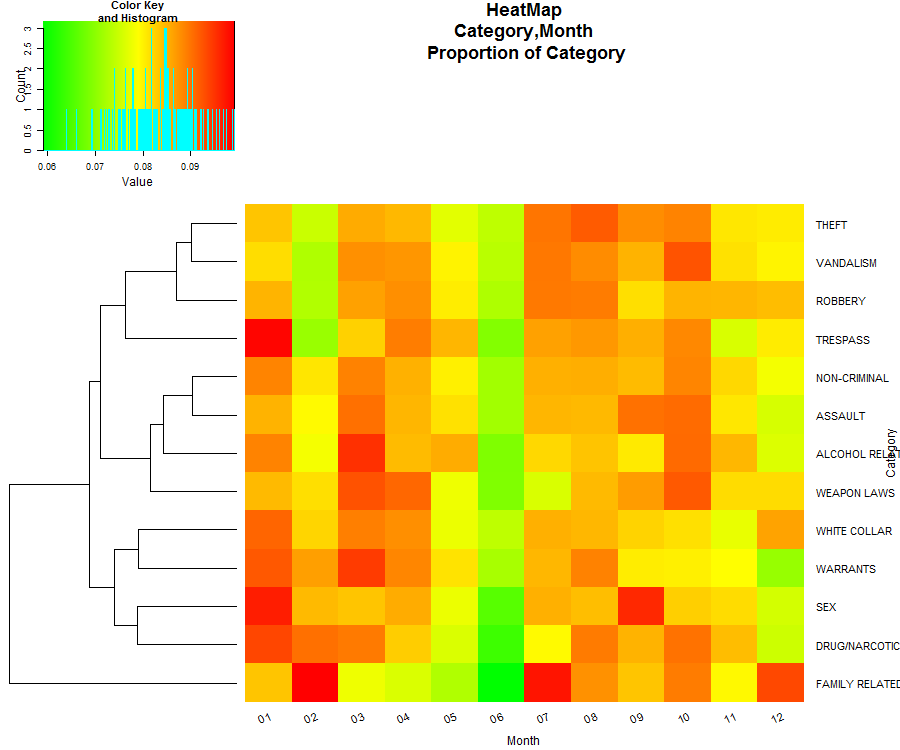 Color Key
and Histogram
HeatMap
Category,Month
Proportion of Category
Count
3
2.5
2
1.5
1
0.5
0
0.06 0.07 0.08 0.09
Value
THEFT
VANDALISM
ROBBERY
TRESPASS
NON-CRIMINAL
ASSAULT
ALCOHOL RELAT
Category
WEAPON LAWS
WHITE COLLAR
WARRANTS
SEX
DRUG/NARCOTIC
FAMILY RELATED
01 02 03 04 05 06 07 08 09 10 11 12
Month